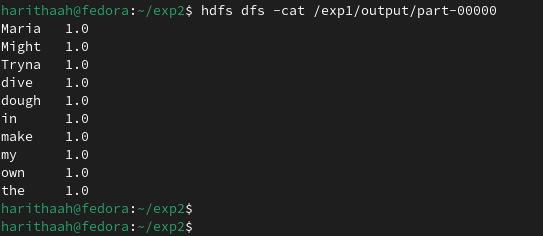 harithaah@fedora:~/exp2$ hdfs dfs -cat /exp1/output/part-00000
Maria 1.0
Might 1.0
Tryna 1.0
dive 1.0
dough 1.0
in 1.0
make 1.0
my 1.0
own 1.0
the 1.0
harithaah@fedora:~/exp2$
harithaah@fedora:~/exp2$